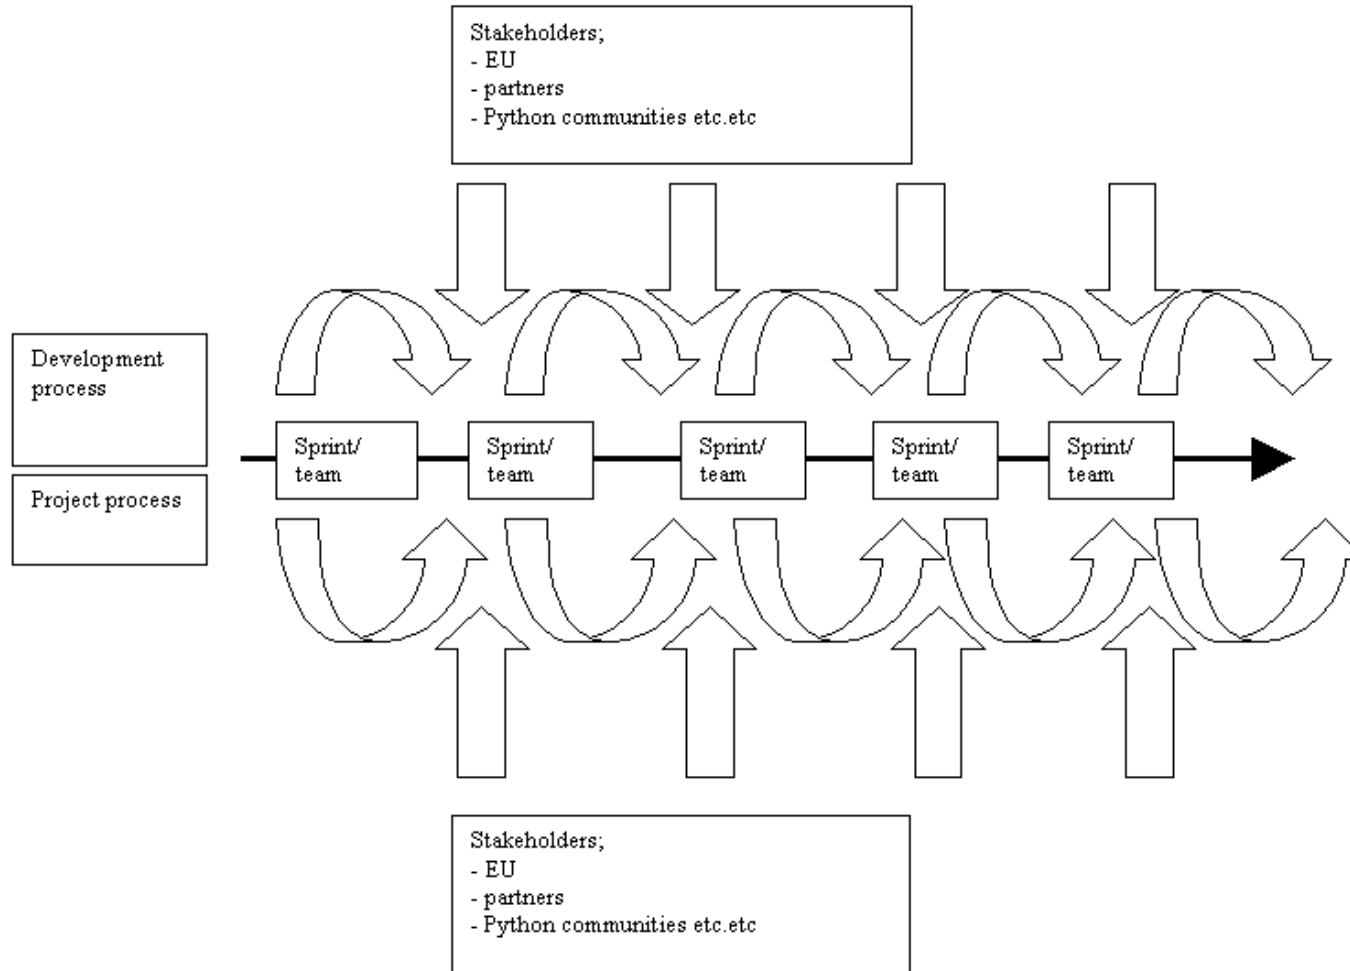 Stakeholders;
- EU
- partners
- Python communities etc.etc
Development
process
Project process
Sprint/
team
Sprint/
team
Sprint/
team
Sprint/
team
Sprint/
team
Stakeholders;
- EU
- partners
- Python communities etc.etc